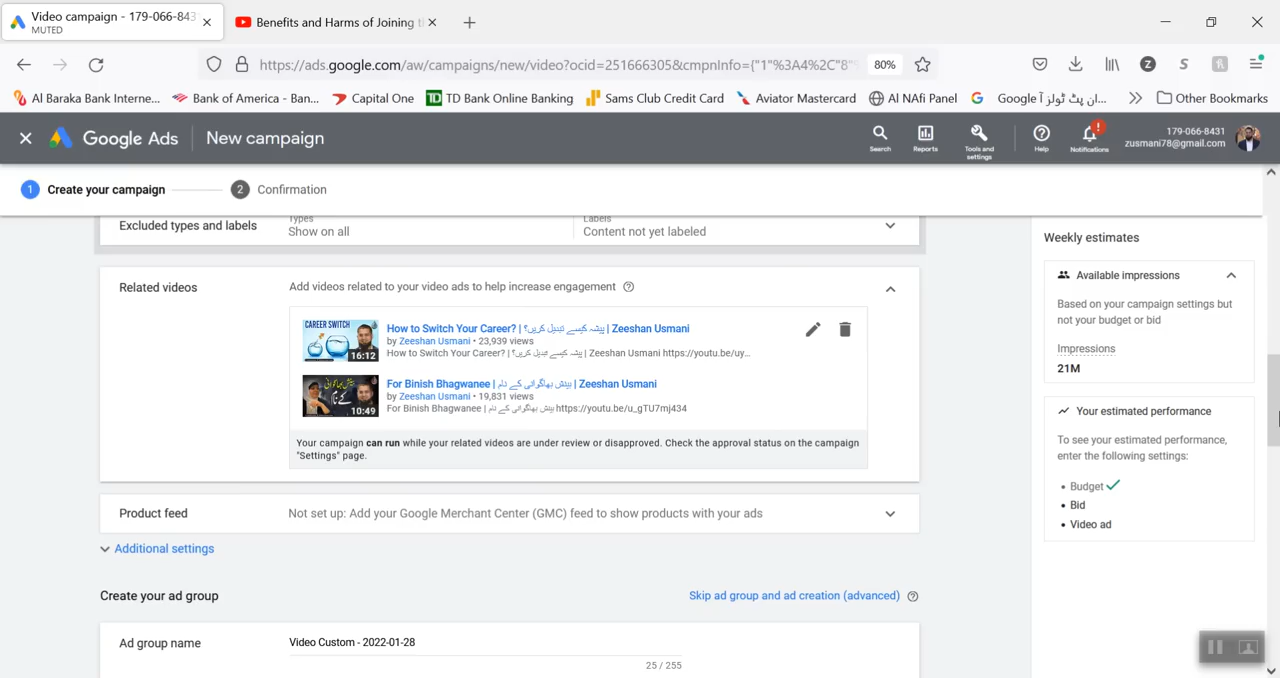 Video campaign - 179-066-843
MUTED
Benefits and Harms of Joining t
https://ads.google.com/aw/campaigns/new/video?ocid=251666305&cmpnInfo={"1"%3A4%2C"8"%
80%
Al Baraka Bank Interne...
Bank of America - Ban...
Capital One
TD Bank Online Banking
Sams Club Credit Card
Aviator Mastercard
Al NAfi Panel
Google ان پٹ ٹولز آ...
Other Bookmarks
Google Ads
New campaign
Search
Reports
Tools and settings
Help
Notifications
179-066-8431
zusmani78@gmail.com
1 Create your campaign
2 Confirmation
Excluded types and labels
Types
Show on all
Labels
Content not yet labeled
Related videos
Add videos related to your video ads to help increase engagement
CAREER SWITCH
16:12
How to Switch Your Career? | پیشہ کیسے تبدیل کریں؟ | Zeeshan Usmani
by Zeeshan Usmani • 23,939 views
How to Switch Your Career? | پیشہ کیسے تبدیل کریں؟ | Zeeshan Usmani https://youtu.be/uy...
10:49
For Binish Bhagwanee | بینش بھاگوانی کے نام | Zeeshan Usmani
by Zeeshan Usmani • 19,831 views
For Binish Bhagwanee | بینش بھاگوانی کے نام https://youtu.be/u_gTU7mj434
Your campaign can run while your related videos are under review or disapproved. Check the approval status on the campaign
"Settings" page.
Product feed
Not set up: Add your Google Merchant Center (GMC) feed to show products with your ads
Additional settings
Create your ad group
Skip ad group and ad creation (advanced)
Ad group name
Video Custom - 2022-01-28
25 / 255
Weekly estimates
Available impressions
Based on your campaign settings but
not your budget or bid
Impressions
21M
Your estimated performance
To see your estimated performance,
enter the following settings:
• Budget
• Bid
• Video ad